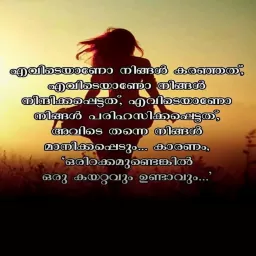 എവിടെയാണോ നിങ്ങൾ കരഞ്ഞത്,
എവിടെയാണോ നിങ്ങൾ
നിന്ദിക്കപ്പെട്ടത്, എവിടെയാണോ
നിങ്ങൾ പരിഹസിക്കപ്പെട്ടത്,
അവിടെ തന്നെ നിങ്ങൾ
മാനിക്കപ്പെടും... കാരണം,
'ഒരിറക്കമുണ്ടെങ്കിൽ
ഒരു കയറ്റവും ഉണ്ടാവും...'